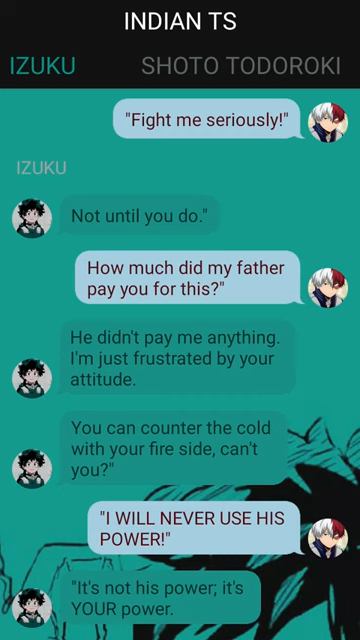 INDIAN TS
IZUKU SHOTO TODOROKI
"Fight me seriously!"
IZUKU
Not until you do."
How much did my father
pay you for this?"
He didn't pay me anything.
I'm just frustrated by your
attitude.
You can counter the cold
with your fire side, can't
you?"
"I WILL NEVER USE HIS
POWER!"
"It's not his power; it's
YOUR power.